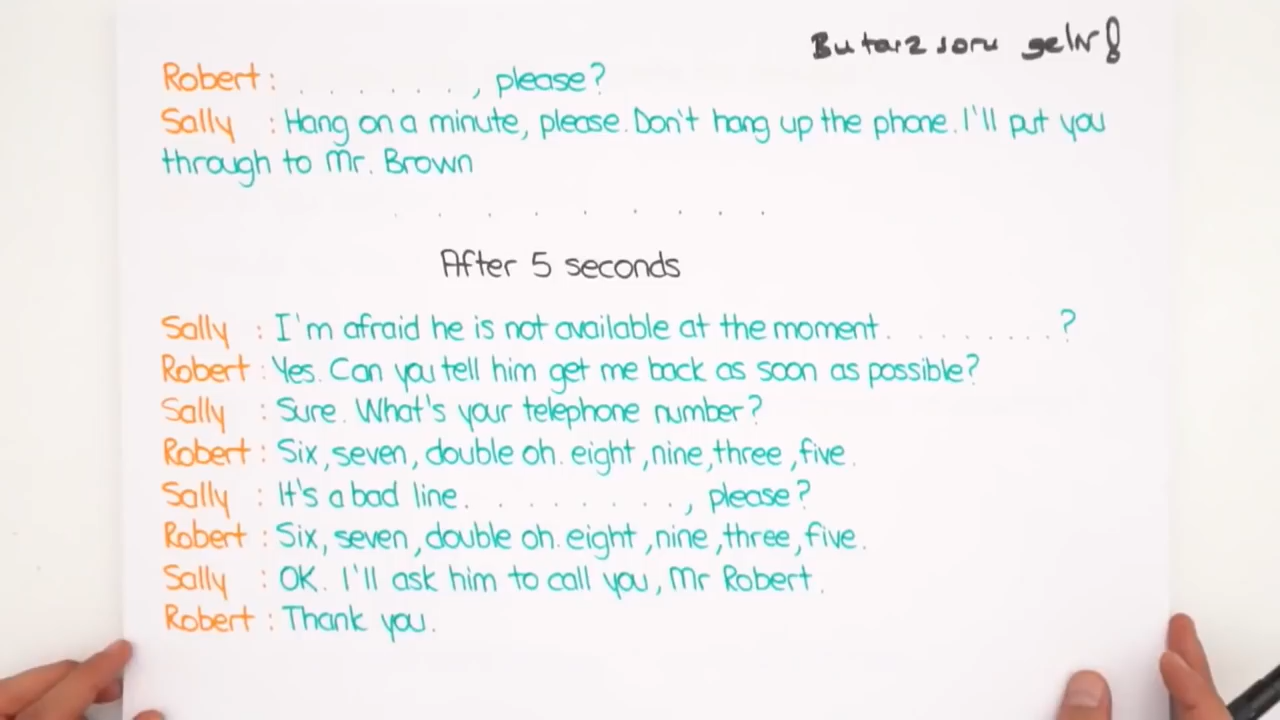 Bu tarz soru gelir!
Robert : . . . . . . , please?
Sally : Hang on a minute, please. Don't hang up the phone. I'll put you
through to Mr. Brown
. . . . . . . . .
After 5 seconds
Sally : I'm afraid he is not available at the moment. . . . . . . . ?
Robert : Yes. Can you tell him get me back as soon as possible?
Sally : Sure. What's your telephone number?
Robert : Six, seven, double oh. eight, nine, three, five.
Sally : It's a bad line. . . . . . . . , please?
Robert : Six, seven, double oh. eight, nine, three, five.
Sally : OK. I'll ask him to call you, Mr Robert.
Robert : Thank you.